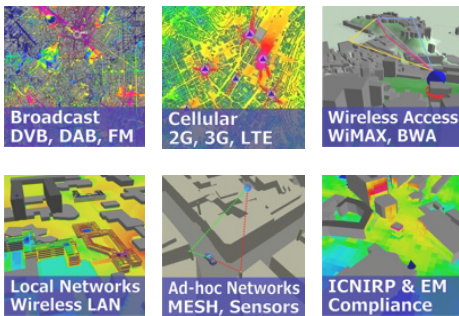 Broadcast
DVB, DAB, FM
Cellular
2G, 3G, LTE
Wireless Access
WiMAX, BWA
Local Networks
Wireless LAN
Ad-hoc Networks
MESH, Sensors
ICNIRP & EM
Compliance